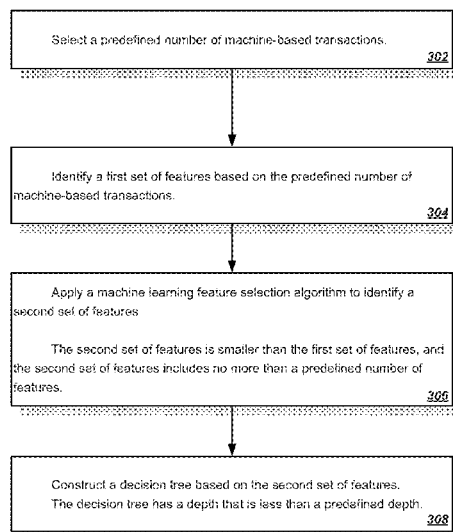 Select a predefined number of machine-based transactions.
302
Identify a first set of features based on the predefined number of
machine-based transactions.
304
Apply a machine learning feature selection algorithm to identify a
second set of features
The second set of features is smaller than the first set of features, and
the second set of features includes no more than a predefined number of
features.
306
Construct a decision tree based on the second set of features.
The decision tree has a depth that is less than a predefined depth.
308